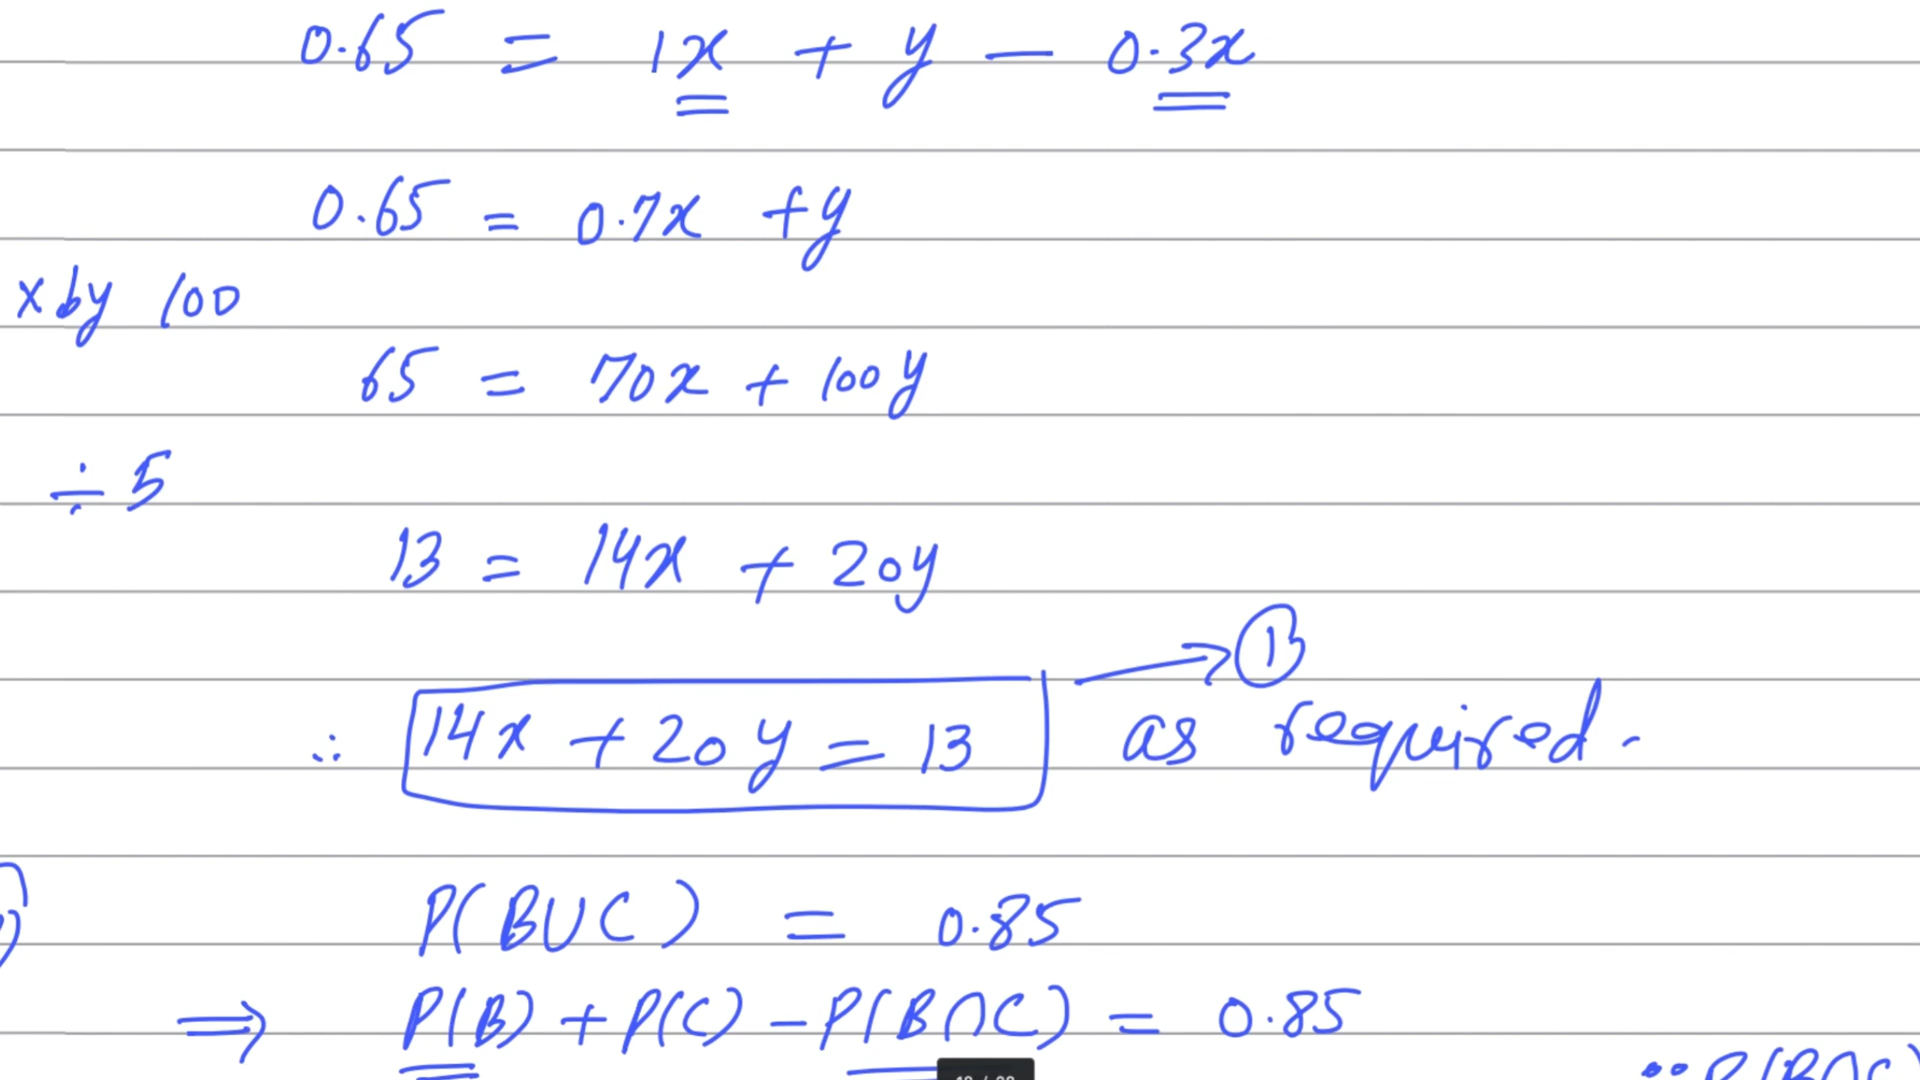 0.65 = 1x + y − 0.3x
0.65 = 0.7x + y
x by 100
65 = 70x + 100y
÷ 5
13 = 14x + 20y
∴ 14x + 20y = 13 → ① as required.
P(B∪C) = 0.85
⇒ P(B) + P(C) − P(B∩C) = 0.85